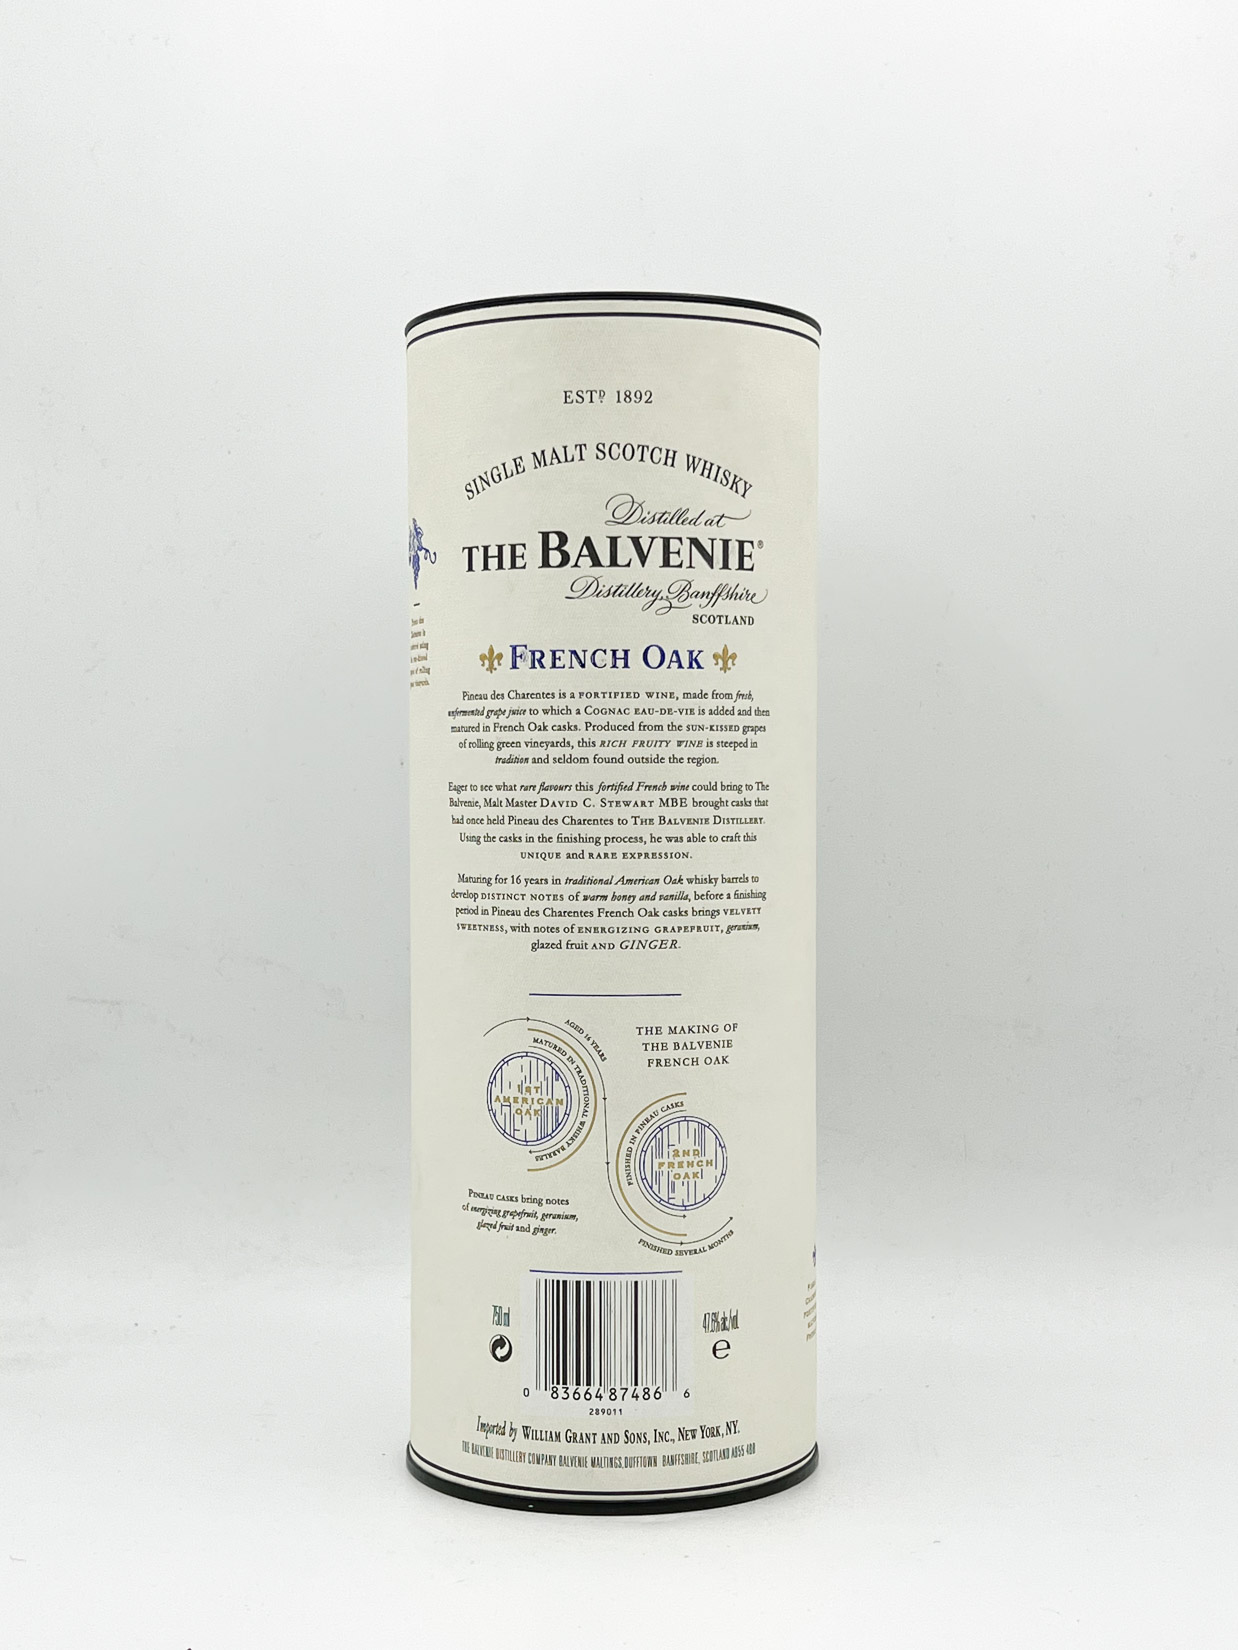 ESTD 1892
SINGLE MALT SCOTCH WHISKY
Distilled at
THE BALVENIE®
Distillery, Banffshire
SCOTLAND
FRENCH OAK
Pineau des Charentes is a FORTIFIED WINE, made from fresh,
unfermented grape juice to which a COGNAC EAU-DE-VIE is added and then
matured in French Oak casks. Produced from the SUN-KISSED grapes
of rolling green vineyards, this RICH FRUITY WINE is steeped in
tradition and seldom found outside the region.
Eager to see what rare flavours this fortified French wine could bring to The
Balvenie, Malt Master DAVID C. STEWART MBE brought casks that
had once held Pineau des Charentes to THE BALVENIE DISTILLERY.
Using the casks in the finishing process, he was able to craft this
UNIQUE and RARE EXPRESSION.
Maturing for 16 years in traditional American Oak whisky barrels to
develop DISTINCT NOTES of warm honey and vanilla, before a finishing
period in Pineau des Charentes French Oak casks brings VELVETY
SWEETNESS, with notes of ENERGIZING GRAPEFRUIT, geranium,
glazed fruit AND GINGER.
THE MAKING OF
THE BALVENIE
FRENCH OAK
AGED 16 YEARS
MATURED IN TRADITIONAL WHISKY BARRELS
1ST
AMERICAN
OAK
FINISHED IN PINEAU CASKS
2ND
FRENCH
OAK
FINISHED SEVERAL MONTHS
PINEAU CASKS bring notes
of energizing grapefruit, geranium,
glazed fruit and ginger.
750 ml
47.6% alc/vol.
e
0 83664 87486 6
289011
Imported by WILLIAM GRANT AND SONS, INC., NEW YORK, NY.
THE BALVENIE DISTILLERY COMPANY BALVENIE MALTINGS, DUFFTOWN BANFFSHIRE, SCOTLAND AB55 4BB